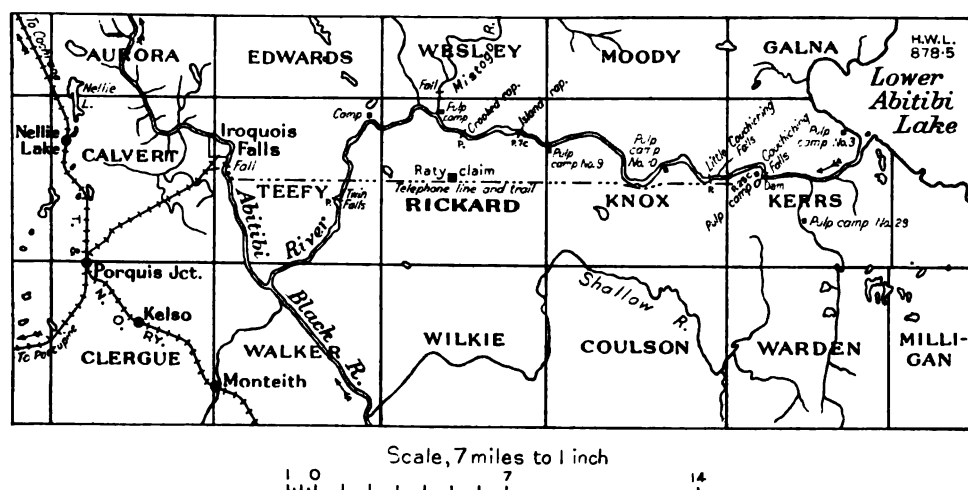 To Cochrane
AURORA
EDWARDS
WESLEY
MOODY
GALNA
H.W.L.
878·5
Lower
Abitibi
Lake
Nellie
L.
Fall
Mistogo R.
Camp
Pulp
camp
Crooked rap.
Island rap.
P.
Nellie
Lake
CALVERT
Iroquois
Falls
Fall
Pulp
camp
No. 9
Pulp
camp
Little Couchiching
Falls
Couchiching
Falls
Pulp
camp No. 3
Raty claim
Telephone line and trail
TEEFY
Twin
Falls
P.
RICKARD
KNOX
Pulp
camp
Dam
KERRS
Abitibi
River
Pulp camp No. 29
T. &
Porquis Jct.
N. O.
RY.
Kelso
To Porcupine
CLERGUE
Monteith
WALKER
Black R.
WILKIE
Shallow R.
COULSON
WARDEN
MILLI-
GAN
Scale, 7 miles to 1 inch
1 0 7 14